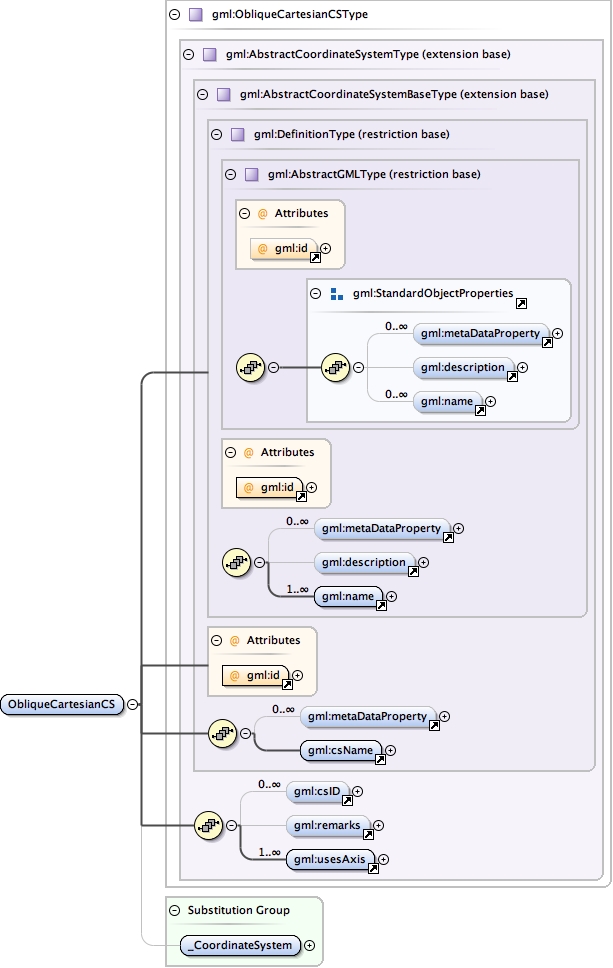 gml:ObliqueCartesianCSType
gml:AbstractCoordinateSystemType (extension base)
gml:AbstractCoordinateSystemBaseType (extension base)
gml:DefinitionType (restriction base)
gml:AbstractGMLType (restriction base)
@ Attributes
@ gml:id
gml:StandardObjectProperties
0..∞
gml:metaDataProperty
gml:description
0..∞
gml:name
@ Attributes
@ gml:id
0..∞
gml:metaDataProperty
gml:description
1..∞
gml:name
@ Attributes
@ gml:id
ObliqueCartesianCS
0..∞
gml:metaDataProperty
gml:csName
0..∞
gml:csID
gml:remarks
1..∞
gml:usesAxis
Substitution Group
_CoordinateSystem